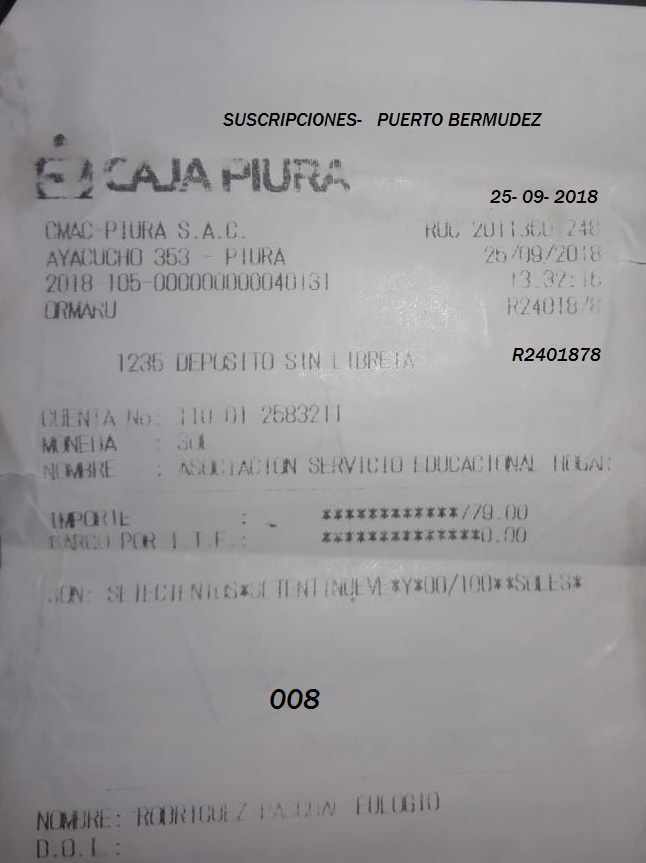 SUSCRIPCIONES- PUERTO BERMUDEZ
CAJA PIURA
25- 09- 2018
CMAC-PIURA S.A.C. RUC
AYACUCHO 353 - PIURA 25/09/2018
2018 105-000000000040131 13:32:16
ORMARU R2401878
1235 DEPOSITO SIN LIBRETA R2401878
CUENTA No: 110-01-2583211
MONEDA : SOL
NOMBRE : ASOCIACION SERVICIO EDUCACIONAL HOGAR
IMPORTE : ************779.00
CARGO POR I.T.F.: **************0.00
SON: SETECIENTOS*SETENTINUEVE*Y*00/100**SOLES*
008
NOMBRE: RODRIGUEZ PASCUAL EULOGIO
D.O.I.: